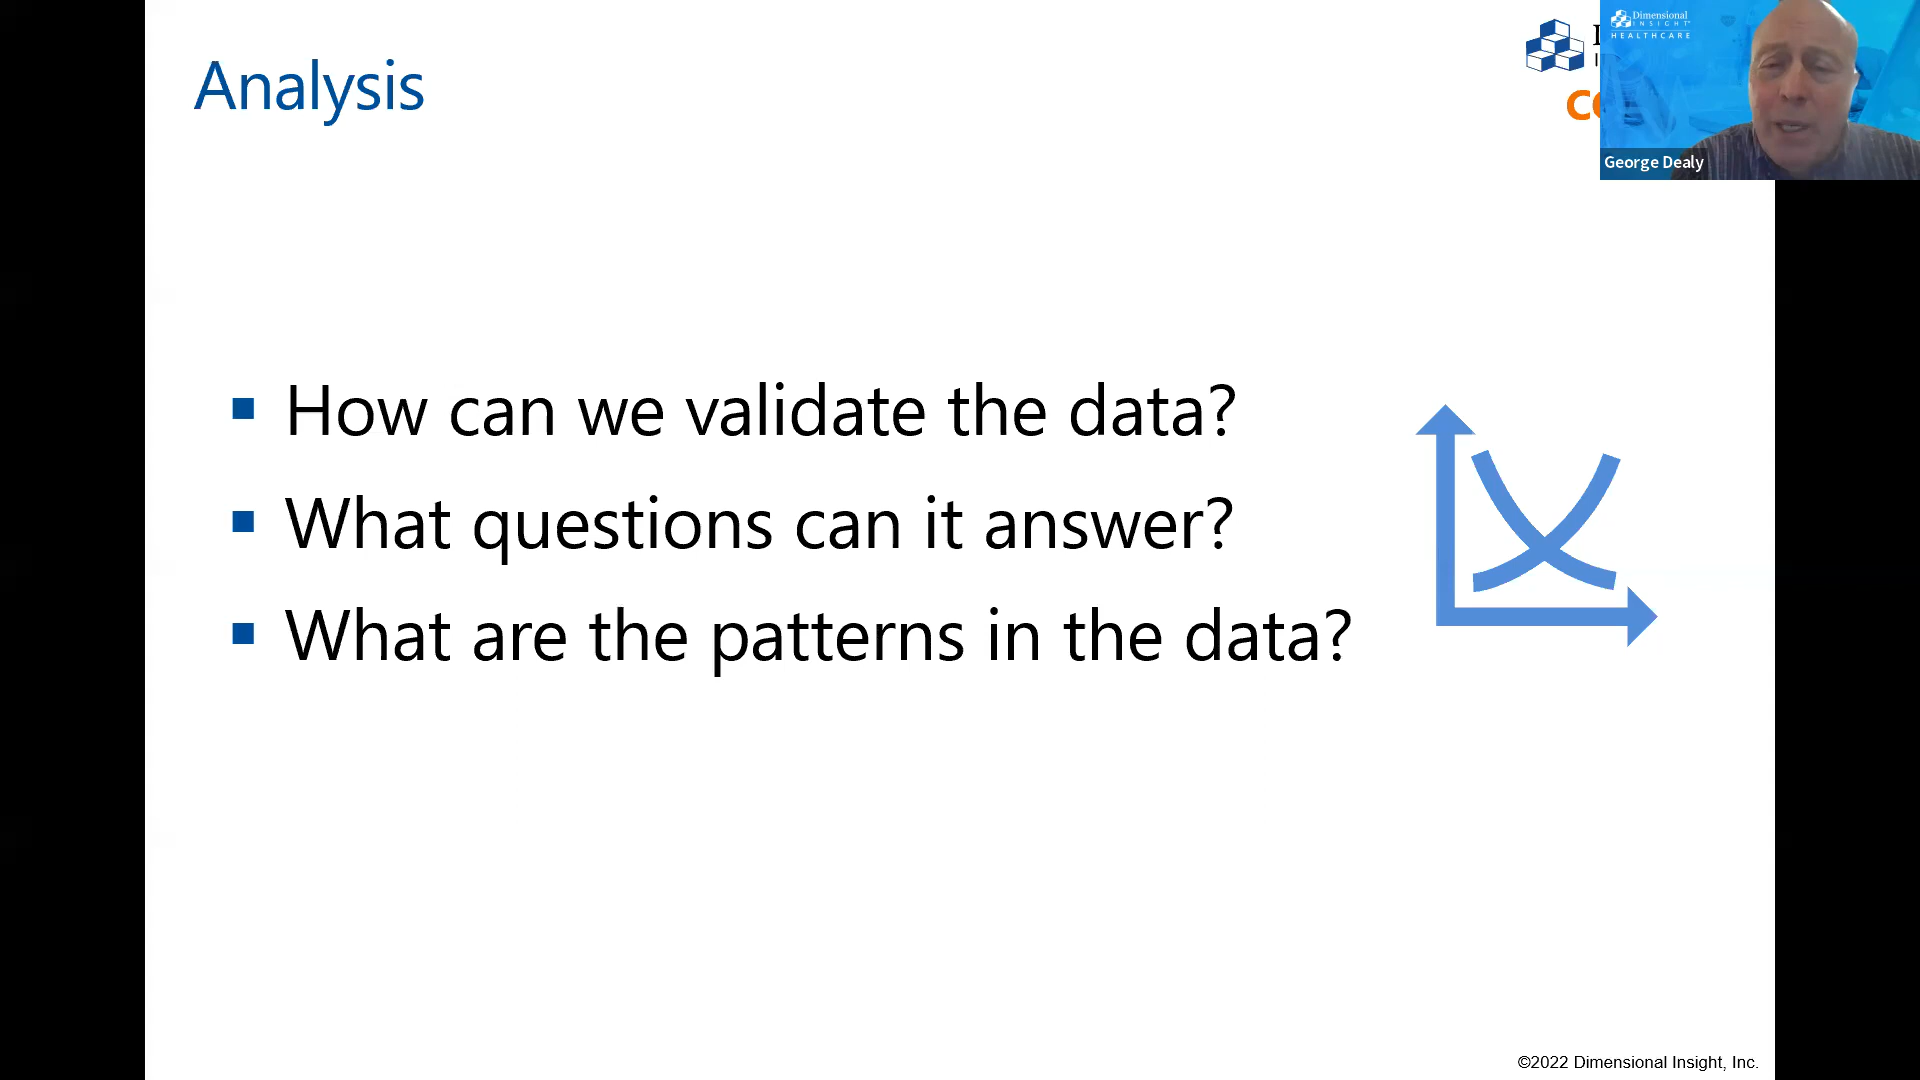 Analysis
Dimensional
INSIGHT
HEALTHCARE
George Dealy
How can we validate the data?
What questions can it answer?
What are the patterns in the data?
©2022 Dimensional Insight, Inc.